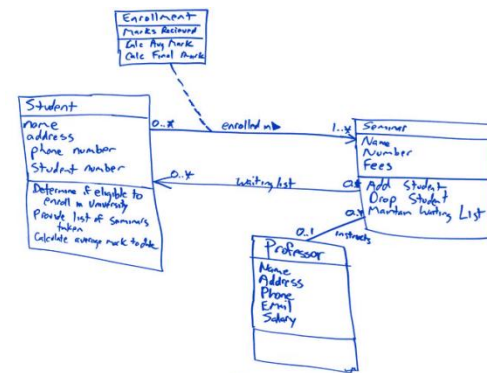 Enrollment
Marks Recieved
Calc Avg Mark
Calc Final Mark
Student
name
address
phone number
Student number
Determine if eligible to
enroll in University
Provide list of seminars
taken
Calculate average mark to date
0..*
enrolled in
1..*
0..*
Waiting list
0..*
Seminar
Name
Number
Fees
Add Student
Drop Student
Maintain Waiting List
0..*
instructs
0..1
Professor
Name
Address
Phone
Email
Salary